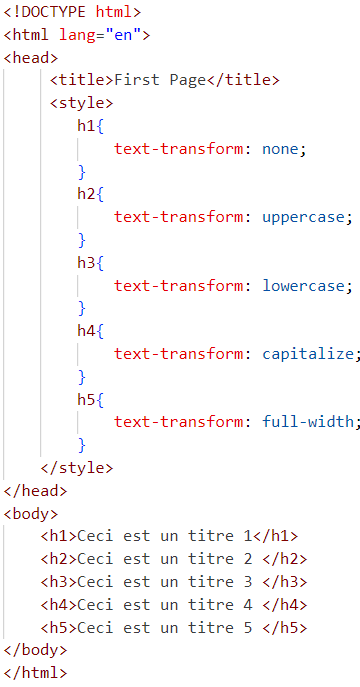 <!DOCTYPE html>
<html lang="en">
<head>
<title>First Page</title>
<style>
h1{
text-transform: none;
}
h2{
text-transform: uppercase;
}
h3{
text-transform: lowercase;
}
h4{
text-transform: capitalize;
}
h5{
text-transform: full-width;
}
</style>
</head>
<body>
<h1>Ceci est un titre 1</h1>
<h2>Ceci est un titre 2 </h2>
<h3>Ceci est un titre 3 </h3>
<h4>Ceci est un titre 4 </h4>
<h5>Ceci est un titre 5 </h5>
</body>
</html>